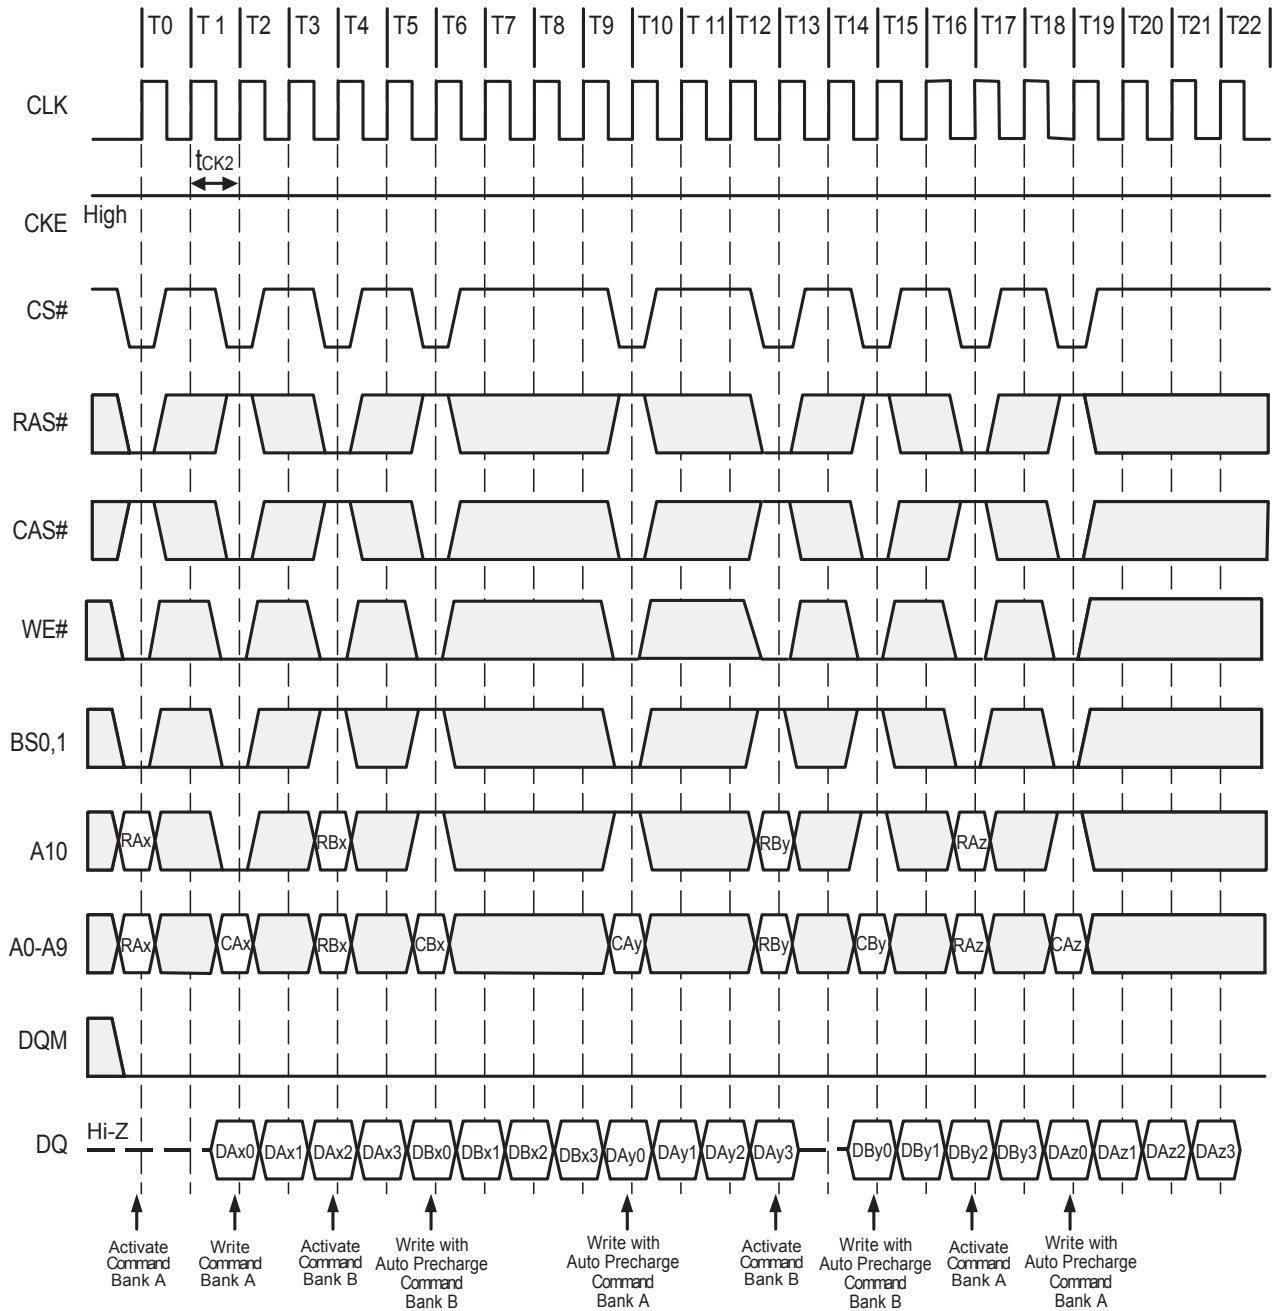 T0 T 1 T2 T3 T4 T5 T6 T7 T8 T9 T10 T 11 T12 T13 T14 T15 T16 T17 T18 T19 T20 T21 T22
CLK
tCK2
CKE High
CS#
RAS#
CAS#
WE#
BS0,1
A10 RAx RBx RBy RAz
A0-A9 RAx CAx RBx CBx CAy RBy CBy RAz CAz
DQM
DQ Hi-Z DAx0 DAx1 DAx2 DAx3 DBx0 DBx1 DBx2 DBx3 DAy0 DAy1 DAy2 DAy3 DBy0 DBy1 DBy2 DBy3 DAz0 DAz1 DAz2 DAz3
Activate
Command
Bank A
Write
Command
Bank A
Activate
Command
Bank B
Write with
Auto Precharge
Command
Bank B
Write with
Auto Precharge
Command
Bank A
Activate
Command
Bank B
Write with
Auto Precharge
Command
Bank B
Activate
Command
Bank A
Write with
Auto Precharge
Command
Bank A